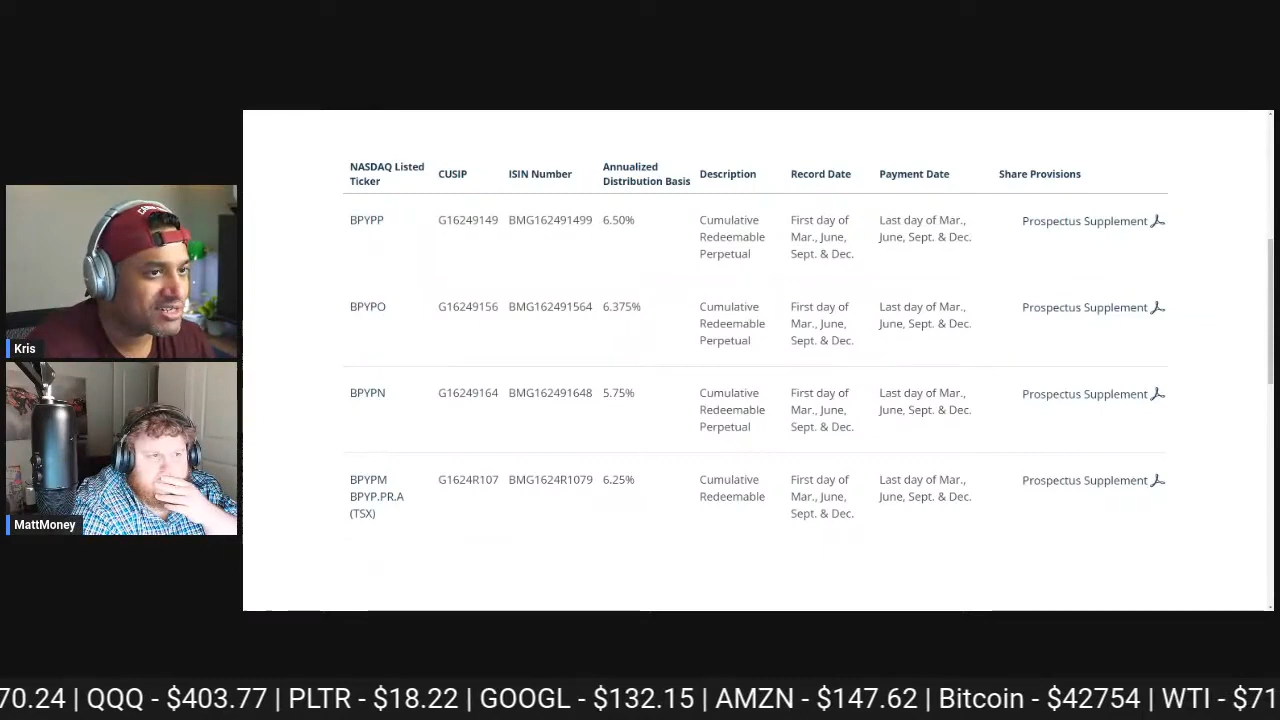 NASDAQ Listed Ticker CUSIP ISIN Number Annualized Distribution Basis Description Record Date Payment Date Share Provisions
BPYPP G16249149 BMG162491499 6.50% Cumulative Redeemable Perpetual First day of Mar., June, Sept. & Dec. Last day of Mar., June, Sept. & Dec. Prospectus Supplement
BPYPO G16249156 BMG162491564 6.375% Cumulative Redeemable Perpetual First day of Mar., June, Sept. & Dec. Last day of Mar., June, Sept. & Dec. Prospectus Supplement
BPYPN G16249164 BMG162491648 5.75% Cumulative Redeemable Perpetual First day of Mar., June, Sept. & Dec. Last day of Mar., June, Sept. & Dec. Prospectus Supplement
BPYPM BPYP.PR.A (TSX) G1624R107 BMG1624R1079 6.25% Cumulative Redeemable First day of Mar., June, Sept. & Dec. Last day of Mar., June, Sept. & Dec. Prospectus Supplement
Kris
MattMoney
70.24 | QQQ - $403.77 | PLTR - $18.22 | GOOGL - $132.15 | AMZN - $147.62 | Bitcoin - $42754 | WTI - $71